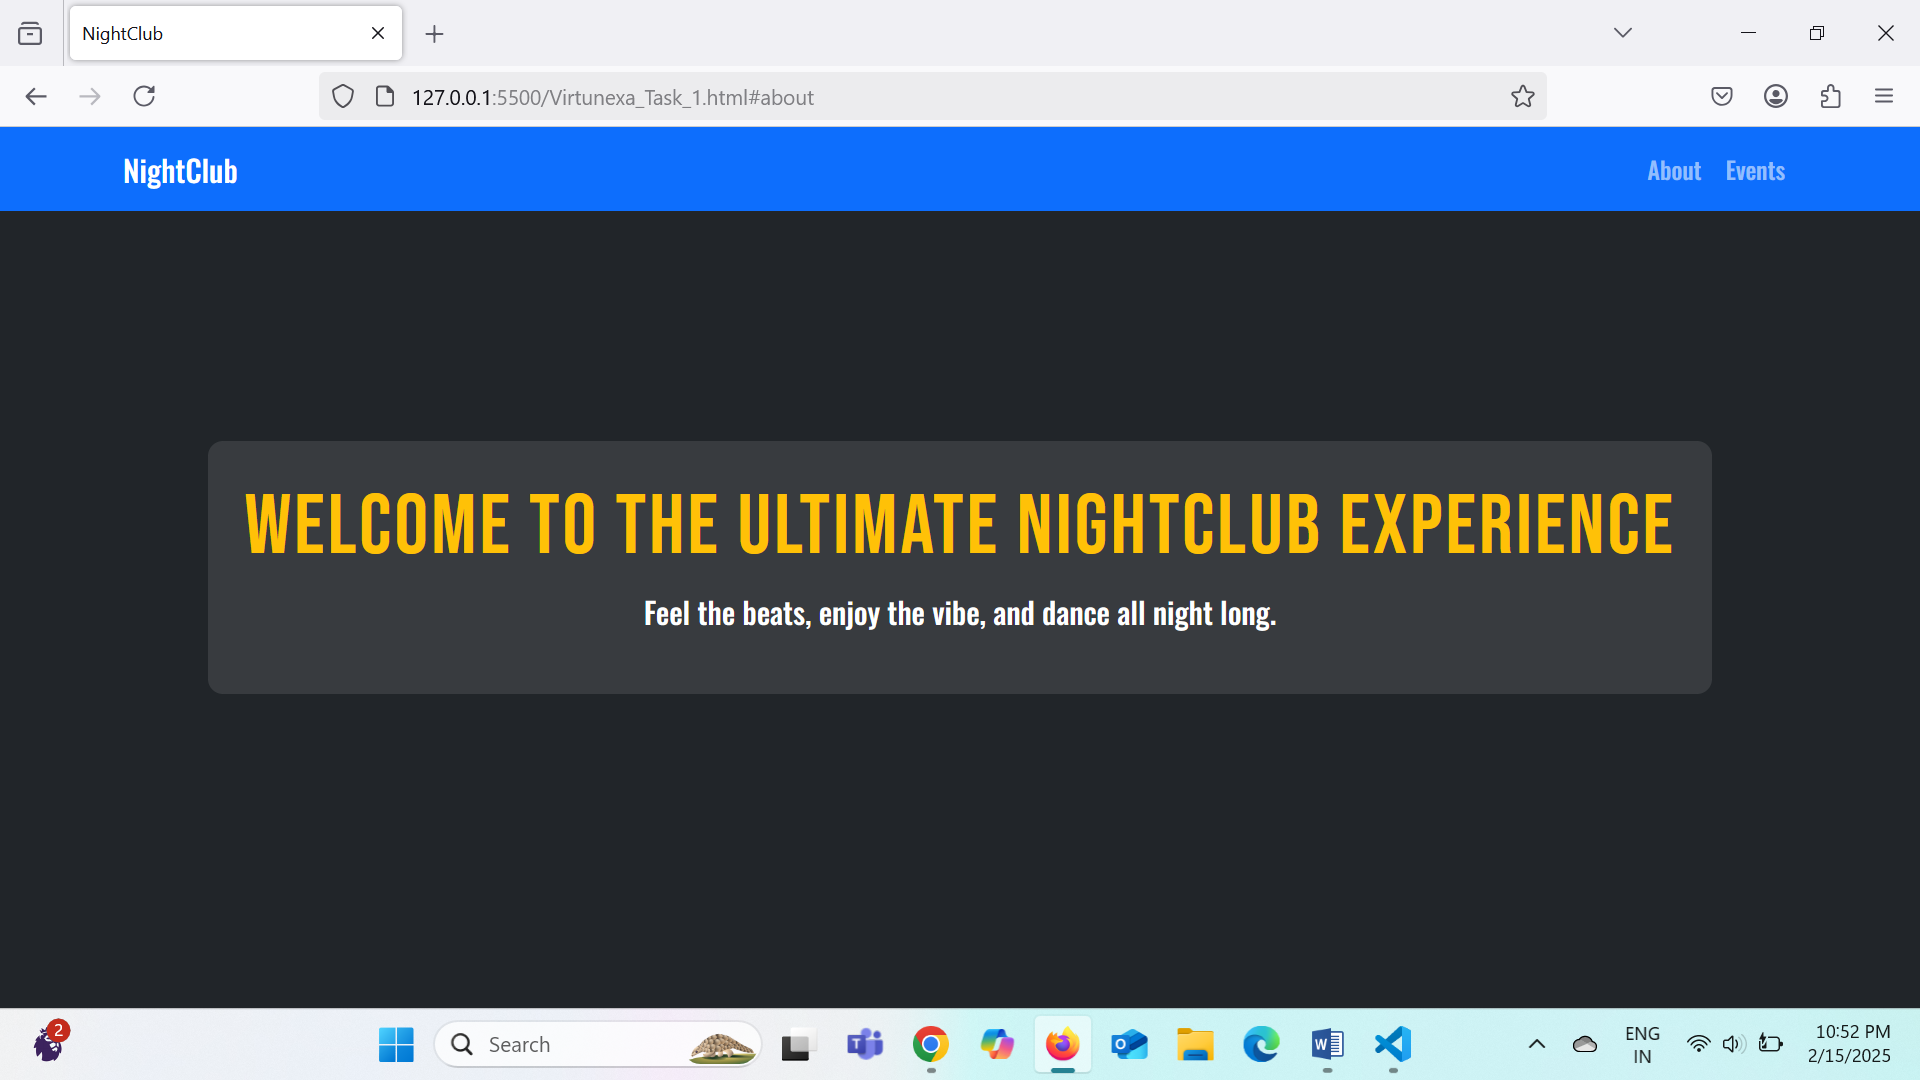 NightClub
127.0.0.1:5500/Virtunexa_Task_1.html#about
NightClub
About Events
WELCOME TO THE ULTIMATE NIGHTCLUB EXPERIENCE
Feel the beats, enjoy the vibe, and dance all night long.
2
Search
ENG
IN
10:52 PM
2/15/2025